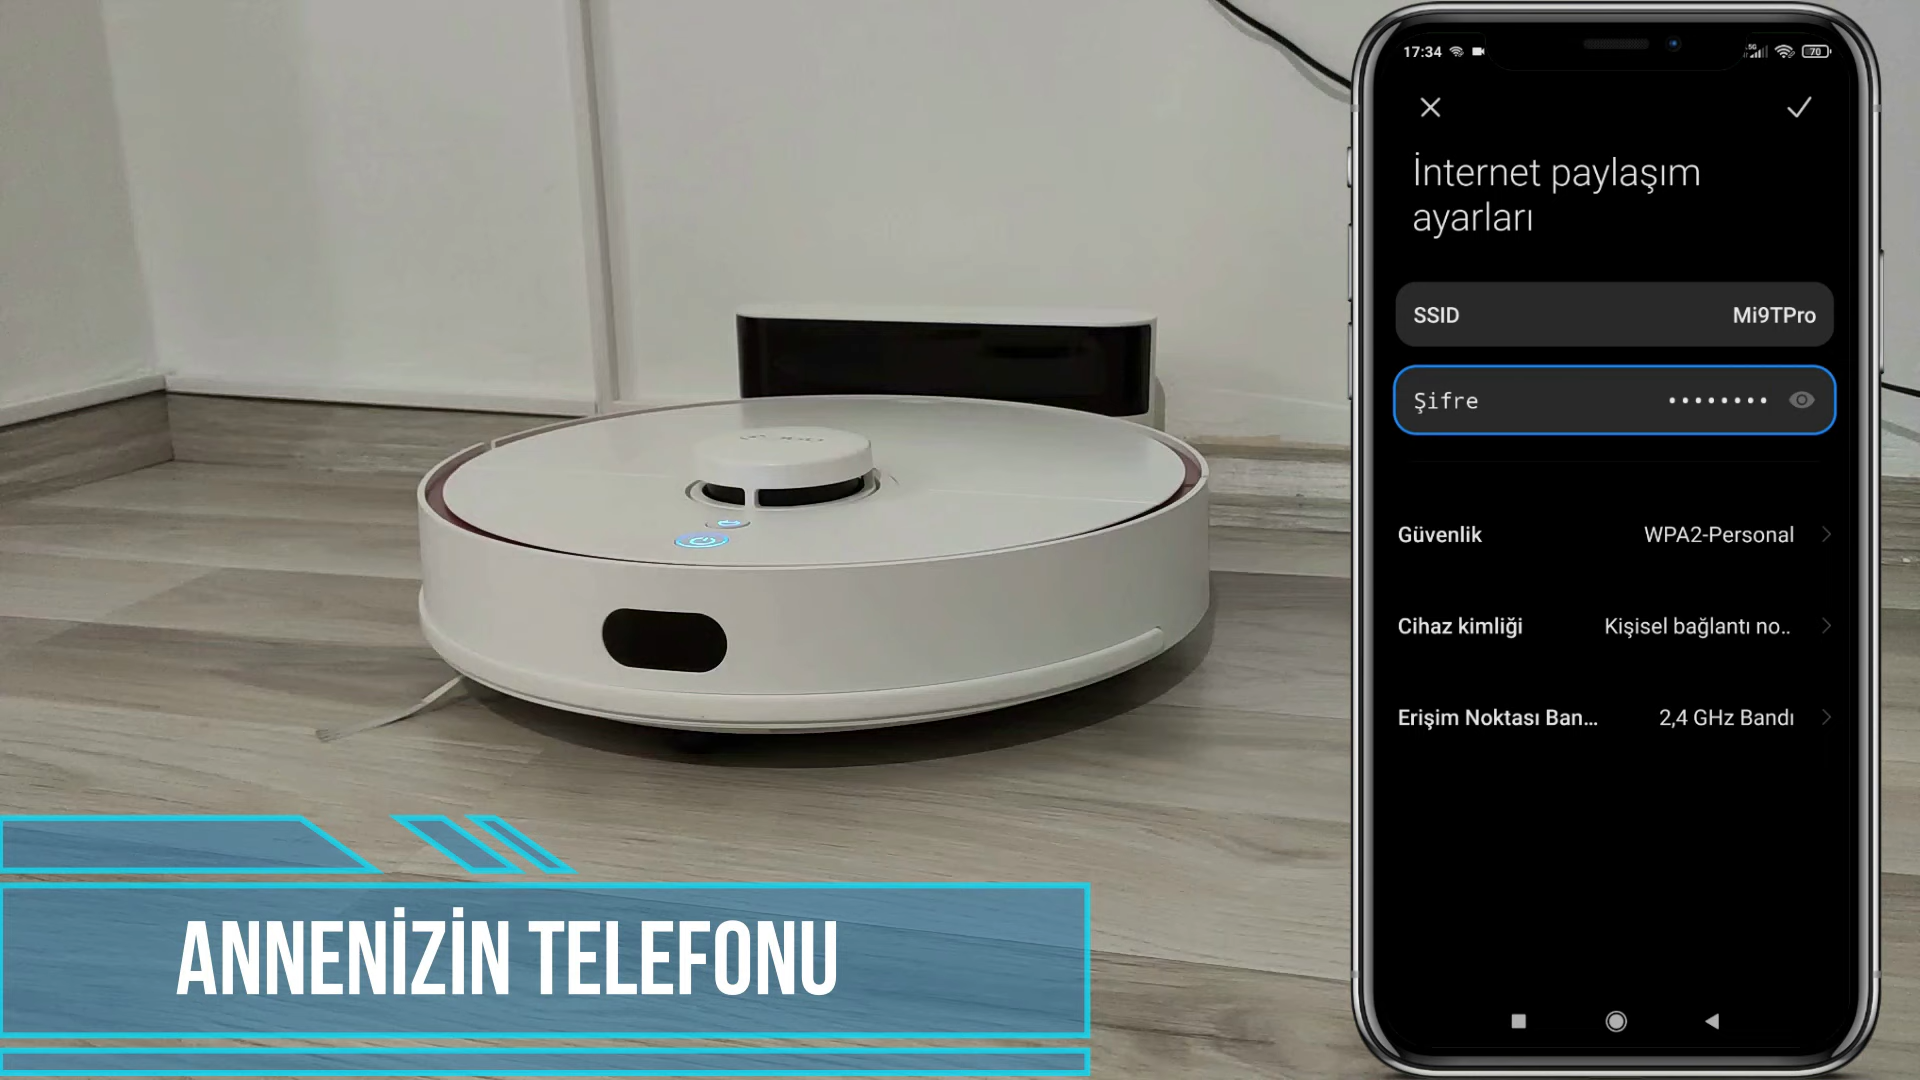 17:34
5G
70
İnternet paylaşım
ayarları
SSID Mi9TPro
Şifre ••••••••
Güvenlik WPA2-Personal
Cihaz kimliği Kişisel bağlantı no..
Erişim Noktası Ban... 2,4 GHz Bandı
ANNENİZİN TELEFONU